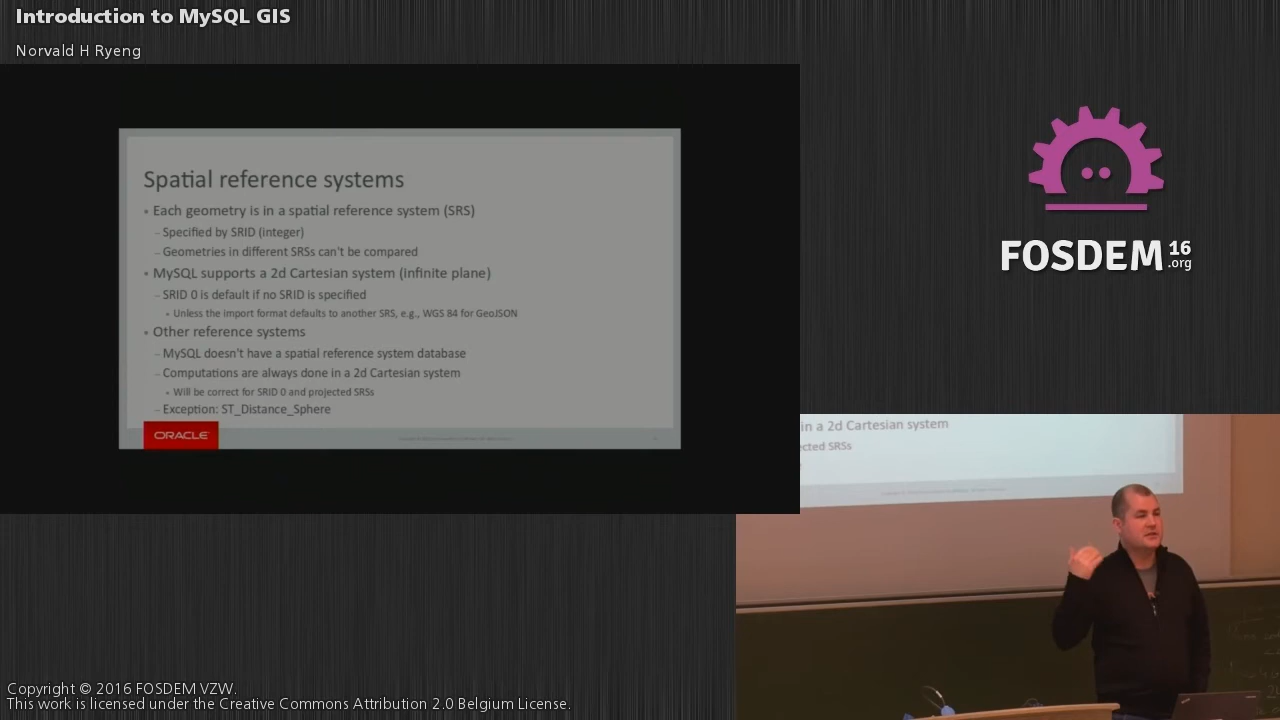 Introduction to MySQL GIS
Norvald H Ryeng
Spatial reference systems
• Each geometry is in a spatial reference system (SRS)
– Specified by SRID (integer)
– Geometries in different SRSs can't be compared
• MySQL supports a 2d Cartesian system (infinite plane)
– SRID 0 is default if no SRID is specified
• Unless the import format defaults to another SRS, e.g., WGS 84 for GeoJSON
• Other reference systems
– MySQL doesn't have a spatial reference system database
– Computations are always done in a 2d Cartesian system
• Will be correct for SRID 0 and projected SRSs
– Exception: ST_Distance_Sphere
ORACLE
FOSDEM 16
.org
in a 2d Cartesian system
ected SRSs
Copyright © 2016 FOSDEM VZW.
This work is licensed under the Creative Commons Attribution 2.0 Belgium License.